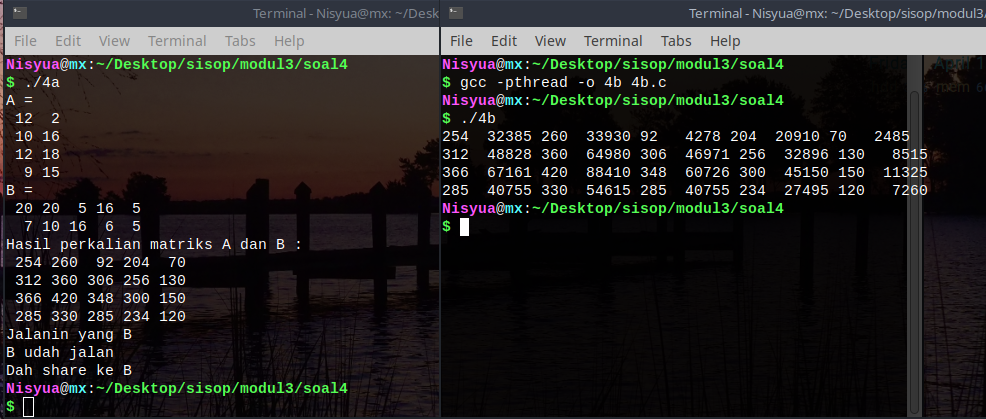 Terminal - Nisyua@mx: ~/Desk
File Edit View Terminal Tabs Help
Nisyua@mx:~/Desktop/sisop/modul3/soal4
$ ./4a
A =
 12  2
 10 16
 12 18
  9 15
B =
 20 20  5 16  5
  7 10 16  6  5
Hasil perkalian matriks A dan B :
 254 260  92 204  70
 312 360 306 256 130
 366 420 348 300 150
 285 330 285 234 120
Jalanin yang B
B udah jalan
Dah share ke B
Nisyua@mx:~/Desktop/sisop/modul3/soal4
$
Terminal - Nisyua@mx: ~/Desktop/sisop/modul3/
File Edit View Terminal Tabs Help
Nisyua@mx:~/Desktop/sisop/modul3/soal4
$ gcc -pthread -o 4b 4b.c
Nisyua@mx:~/Desktop/sisop/modul3/soal4
$ ./4b
254  32385 260  33930 92   4278 204  20910 70   2485
312  48828 360  64980 306  46971 256  32896 130   8515
366  67161 420  88410 348  60726 300  45150 150  11325
285  40755 330  54615 285  40755 234  27495 120   7260
Nisyua@mx:~/Desktop/sisop/modul3/soal4
$